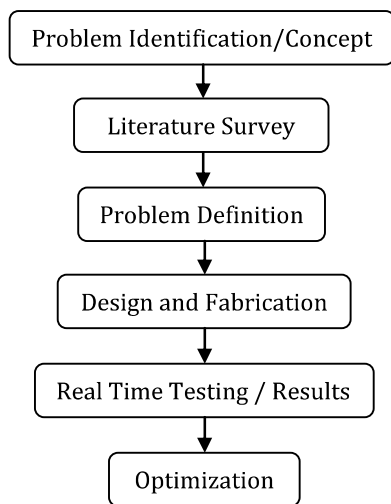 Problem Identification/Concept
Literature Survey
Problem Definition
Design and Fabrication
Real Time Testing / Results
Optimization